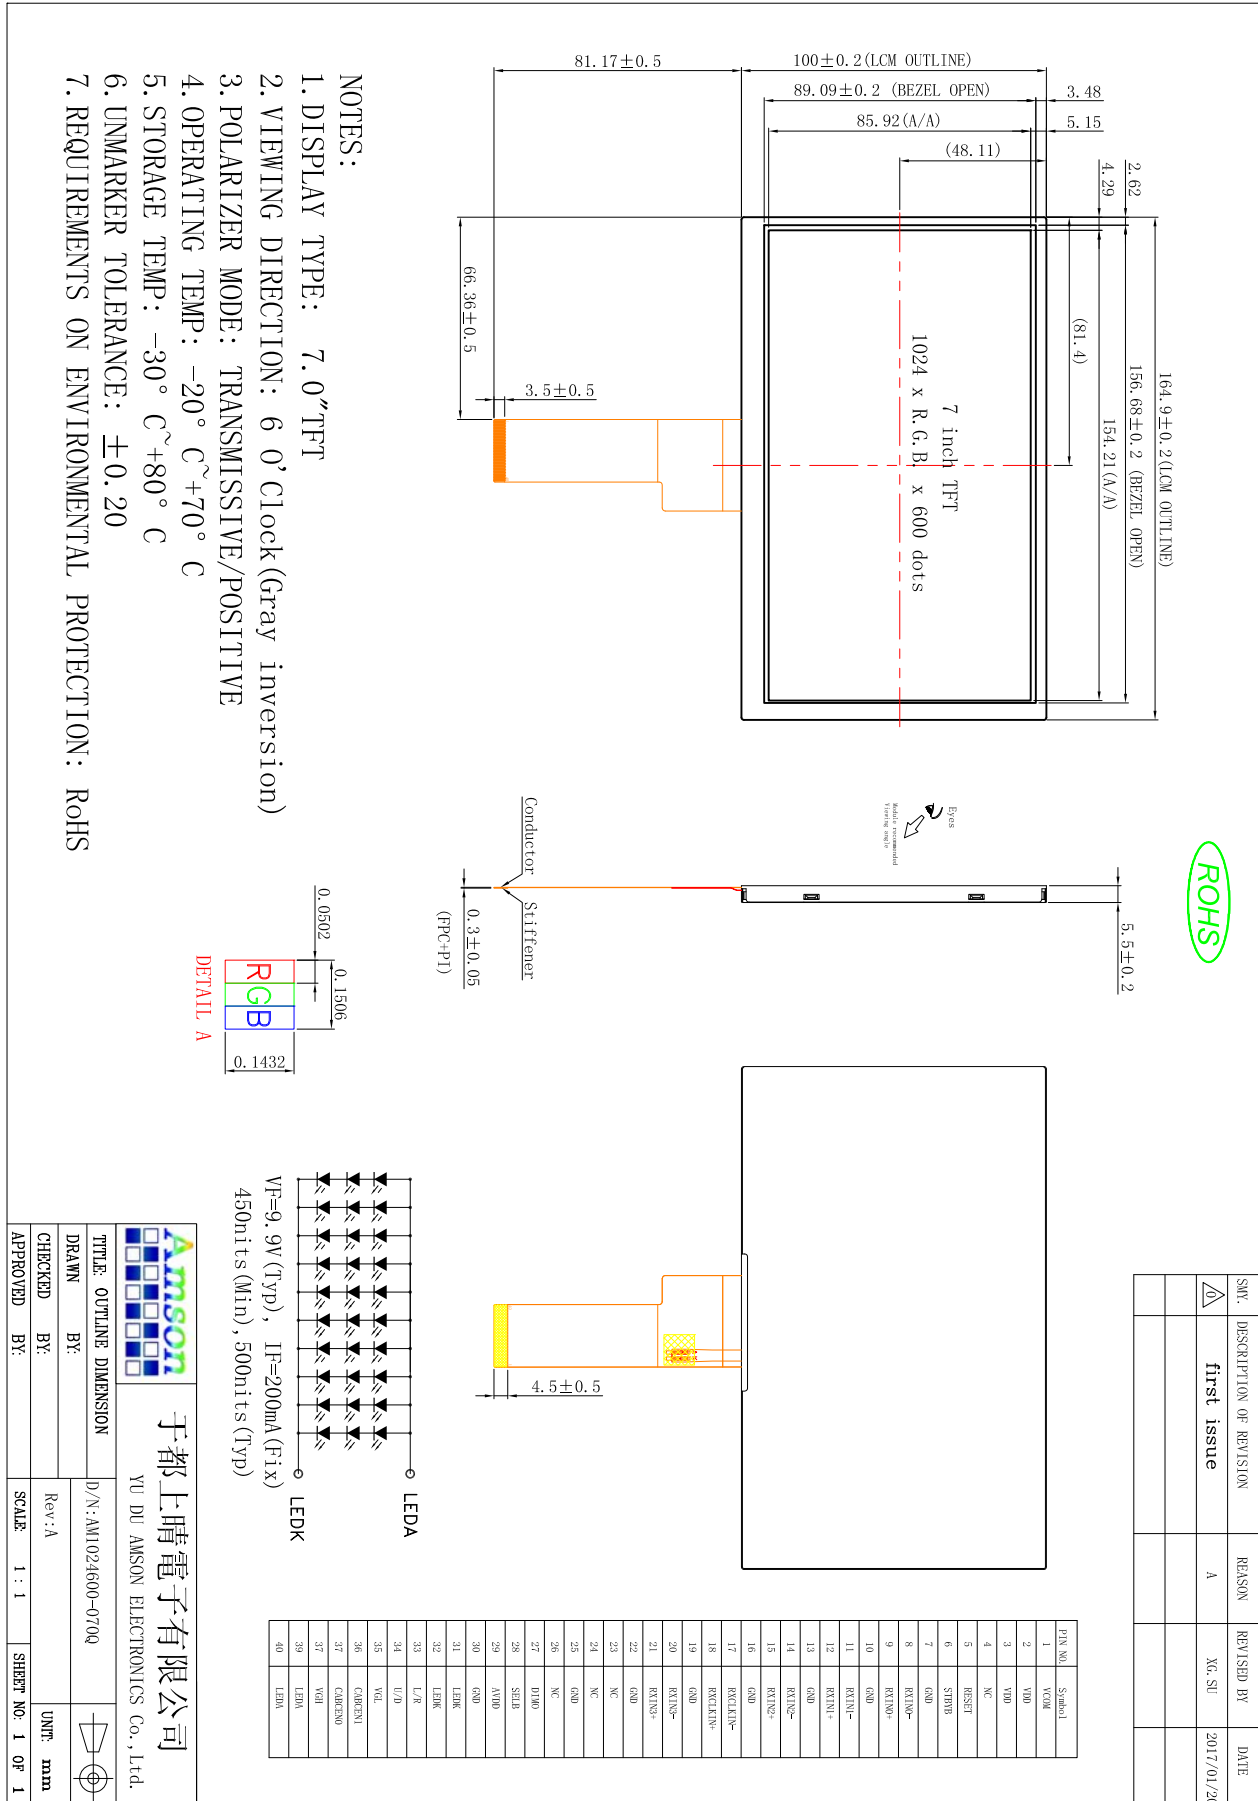 SMY.
DESCRIPTION OF REVISION
REASON
REVISED BY
DATE
0
first issue
A
XG.SU
ROHS
164.9±0.2(LCM OUTLINE)
156.68±0.2 (BEZEL OPEN)
154.21(A/A)
(81.4)
2.62
4.29
3.48
5.15
100±0.2(LCM OUTLINE)
89.09±0.2 (BEZEL OPEN)
85.92(A/A)
(48.11)
81.17±0.5
66.36±0.5
3.5±0.5
7 inch TFT
1024 x R.G.B. x 600 dots
5.5±0.2
Eyes
Module recommended
Viewing angle
Conductor
Stiffener
0.3±0.05
(FPC+PI)
4.5±0.5
PIN NO. Symbol
1 VCOM
2 VDD
3 VDD
4 NC
5 RESET
6 STBYB
7 GND
8 RXIN0-
9 RXIN0+
10 GND
11 RXIN1-
12 RXIN1+
13 GND
14 RXIN2-
15 RXIN2+
16 GND
17 RXCLKIN-
18 RXCLKIN+
19 GND
20 RXIN3-
21 RXIN3+
22 GND
23 NC
24 NC
25 GND
26 NC
27 DIMO
28 SELB
29 AVDD
30 GND
31 LEDK
32 LEDK
33 L/R
34 U/D
35 VGL
36 CABCEN1
37 CABCEN0
37 VGH
39 LEDA
40 LEDA
NOTES:
1.DISPLAY TYPE: 7.0"TFT
2.VIEWING DIRECTION: 6 O'Clock(Gray inversion)
3.POLARIZER MODE: TRANSMISSIVE/POSITIVE
4.OPERATING TEMP: -20° C~+70° C
5.STORAGE TEMP: -30° C~+80° C
6.UNMARKER TOLERANCE: ±0.20
7.REQUIREMENTS ON ENVIRONMENTAL PROTECTION: RoHS
0.1506
0.0502
0.1432
R G B
DETAIL A
LEDA
LEDK
VF=9.9V(Typ), IF=200mA(Fix)
450nits(Min),500nits(Typ)
Amson
于都上晴電子有限公司
YU DU AMSON ELECTRONICS Co.,Ltd.
TITLE: OUTLINE DIMENSION
D/N:AM1024600-070Q
DRAWN BY:
CHECKED BY:
APPROVED BY:
Rev:A
UNIT: mm
SCALE: 1 : 1
SHEET NO: 1 OF 1